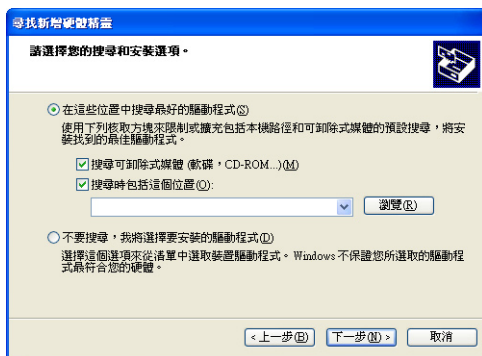 尋找新增硬體精靈
請選擇您的搜尋和安裝選項。
在這些位置中搜尋最好的驅動程式(S)
使用下列核取方塊來限制或擴充包括本機路徑和可卸除式媒體的預設搜尋，將安
裝找到的最佳驅動程式。
搜尋可卸除式媒體 (軟碟，CD-ROM...)(M)
搜尋時包括這個位置(O):
瀏覽(R)
不要搜尋，我將選擇要安裝的驅動程式(D)
選擇這個選項來從清單中選取裝置驅動程式。Windows 不保證您所選取的驅動程
式最符合您的硬體。
<上一步(B)
下一步(N)>
取消